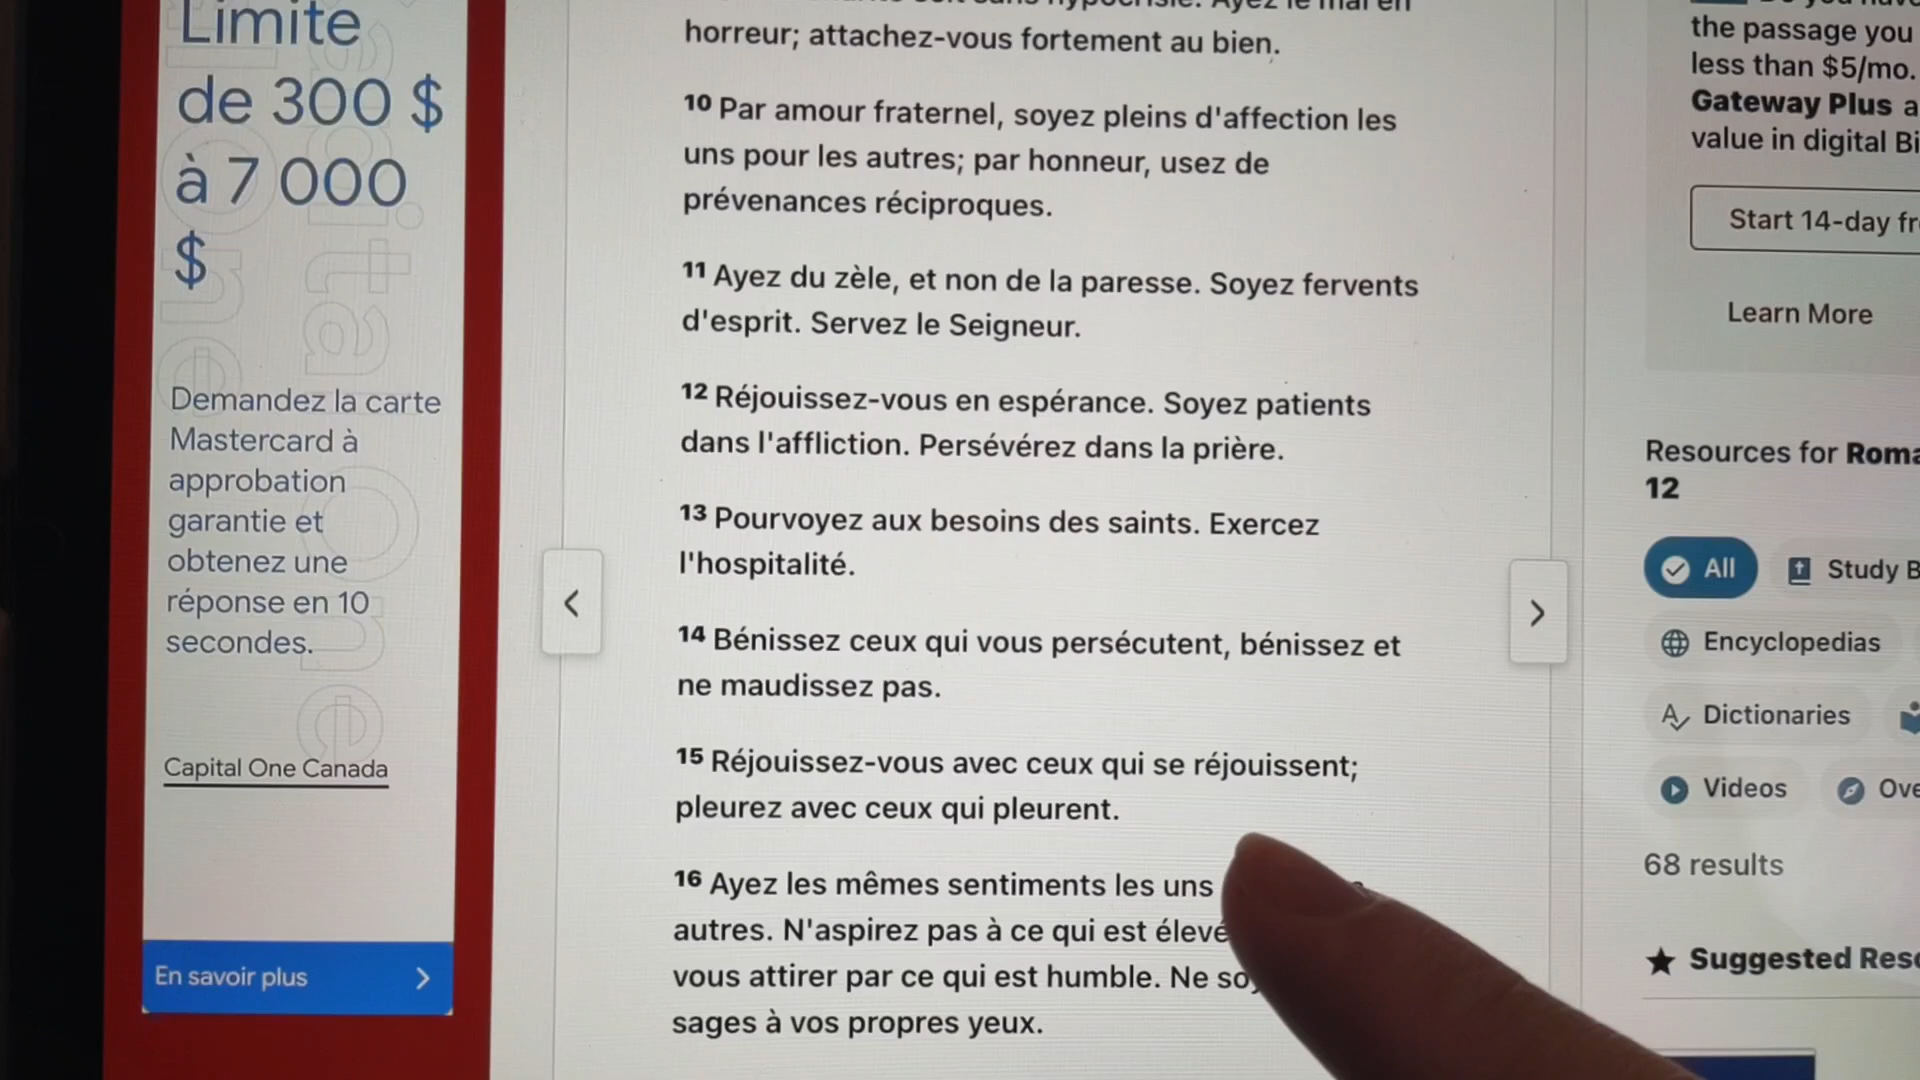 Limite
de 300 $
à 7 000
$
Demandez la carte
Mastercard à
approbation
garantie et
obtenez une
réponse en 10
secondes.
Capital One Canada
En savoir plus
horreur; attachez-vous fortement au bien.
10 Par amour fraternel, soyez pleins d'affection les
uns pour les autres; par honneur, usez de
prévenances réciproques.
11 Ayez du zèle, et non de la paresse. Soyez fervents
d'esprit. Servez le Seigneur.
12 Réjouissez-vous en espérance. Soyez patients
dans l'affliction. Persévérez dans la prière.
13 Pourvoyez aux besoins des saints. Exercez
l'hospitalité.
14 Bénissez ceux qui vous persécutent, bénissez et
ne maudissez pas.
15 Réjouissez-vous avec ceux qui se réjouissent;
pleurez avec ceux qui pleurent.
16 Ayez les mêmes sentiments les uns
autres. N'aspirez pas à ce qui est élevé
vous attirer par ce qui est humble. Ne
sages à vos propres yeux.
the passage you
less than $5/mo.
Gateway Plus
value in digital
Start 14-day
Learn More
Resources for
12
All
Study
Encyclopedias
Dictionaries
Videos
68 results
Suggested